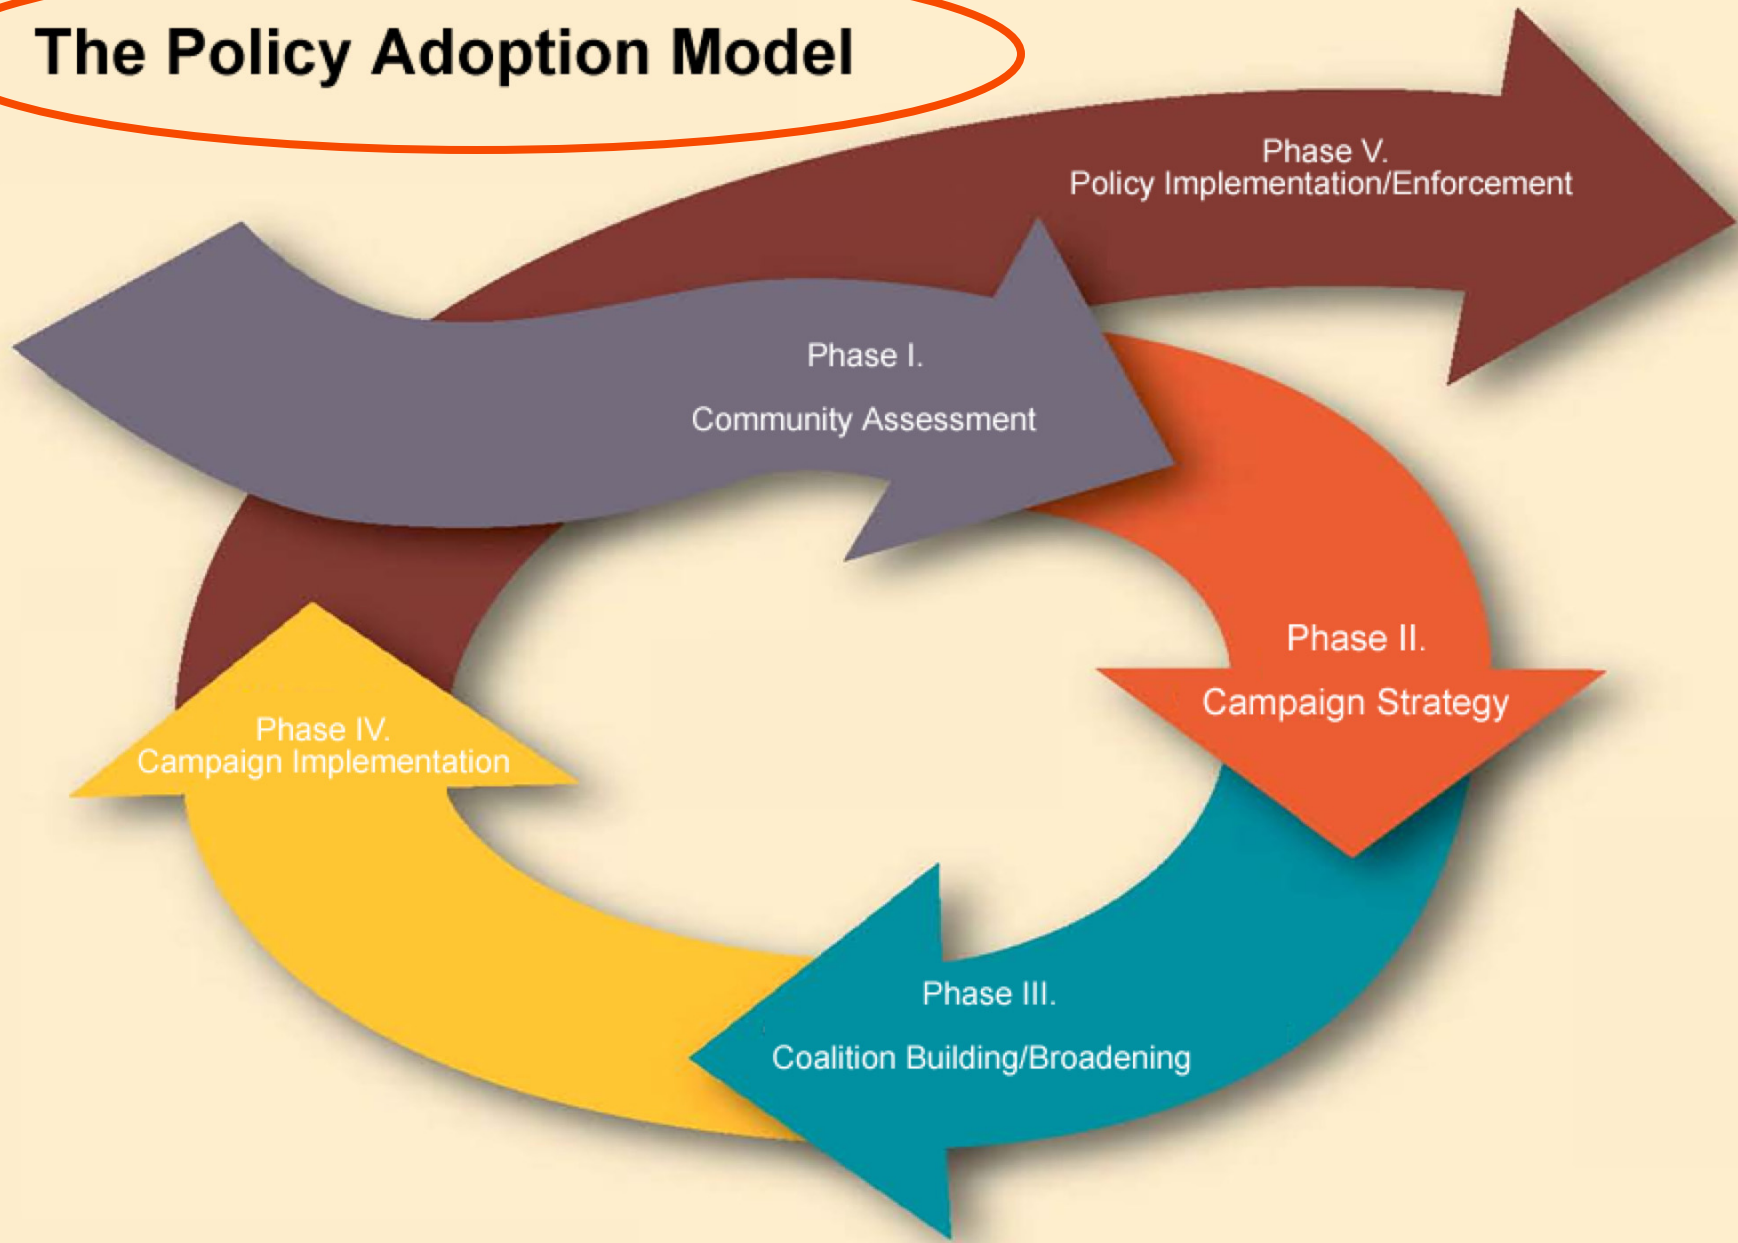 The Policy Adoption Model
Phase V.
Policy Implementation/Enforcement
Phase I.
Community Assessment
Phase II.
Campaign Strategy
Phase IV.
Campaign Implementation
Phase III.
Coalition Building/Broadening